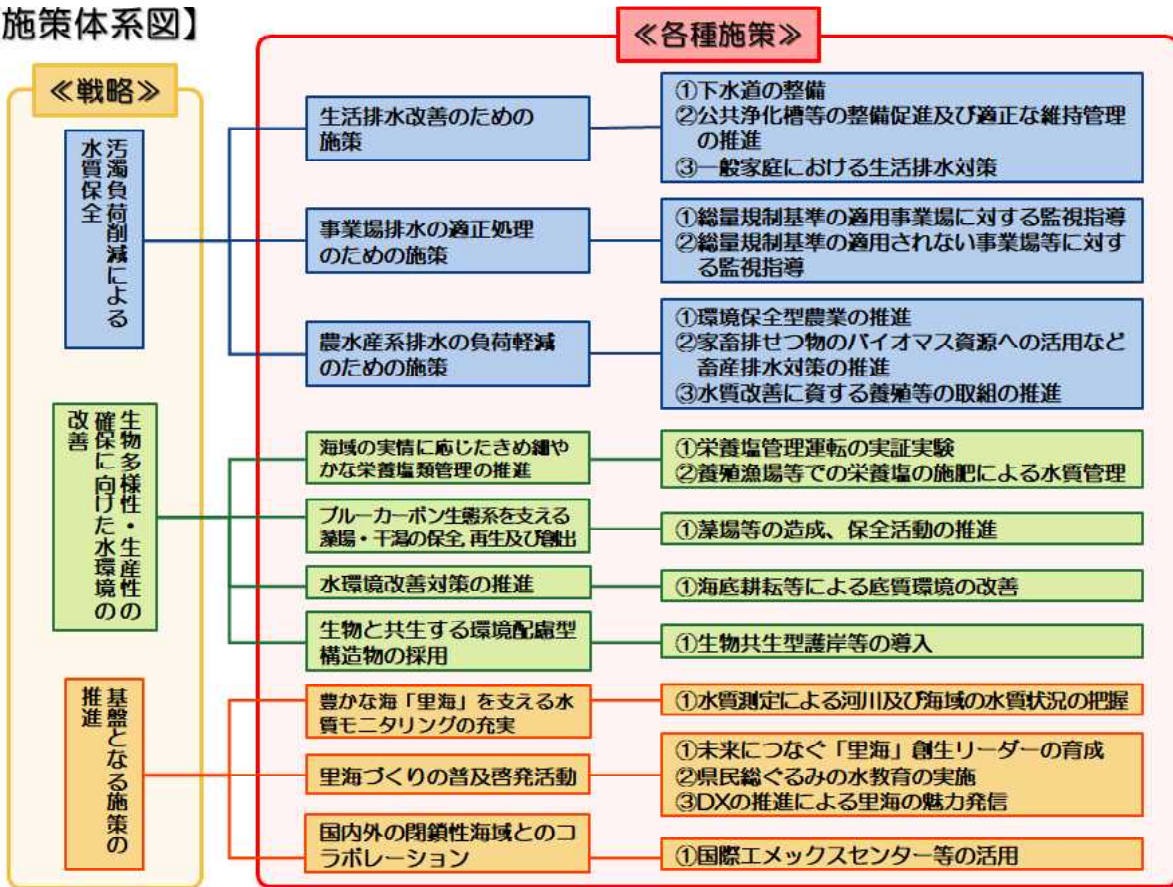 施策体系図】
≪各種施策≫
≪戦略≫
汚濁負荷削減による
水質保全
生活排水改善のための
施策
①下水道の整備
②公共浄化槽等の整備促進及び適正な維持管理
の推進
③一般家庭における生活排水対策
事業場排水の適正処理
のための施策
①総量規制基準の適用事業場に対する監視指導
②総量規制基準の適用されない事業場等に対す
る監視指導
農水産系排水の負荷軽減
のための施策
①環境保全型農業の推進
②家畜排せつ物のバイオマス資源への活用など
畜産排水対策の推進
③水質改善に資する養殖等の取組の推進
生物多様性・生産性の
確保に向けた水環境の
改善
海域の実情に応じたきめ細や
かな栄養塩類管理の推進
①栄養塩管理運転の実証実験
②養殖漁場等での栄養塩の施肥による水質管理
ブルーカーボン生態系を支える
藻場・干潟の保全,再生及び創出
①藻場等の造成、保全活動の推進
水環境改善対策の推進
①海底耕耘等による底質環境の改善
生物と共生する環境配慮型
構造物の採用
①生物共生型護岸等の導入
基盤となる施策の
推進
豊かな海「里海」を支える水
質モニタリングの充実
①水質測定による河川及び海域の水質状況の把握
里海づくりの普及啓発活動
①未来につなぐ「里海」創生リーダーの育成
②県民総ぐるみの水教育の実施
③DXの推進による里海の魅力発信
国内外の閉鎖性海域とのコ
ラボレーション
①国際エメックスセンター等の活用